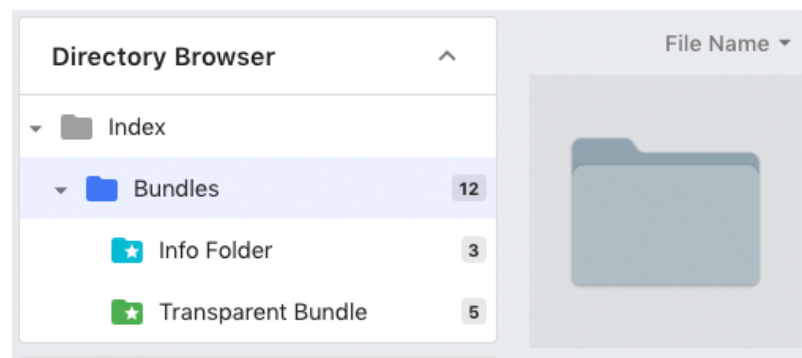 Directory Browser
File Name
Index
Bundles 12
Info Folder 3
Transparent Bundle 5